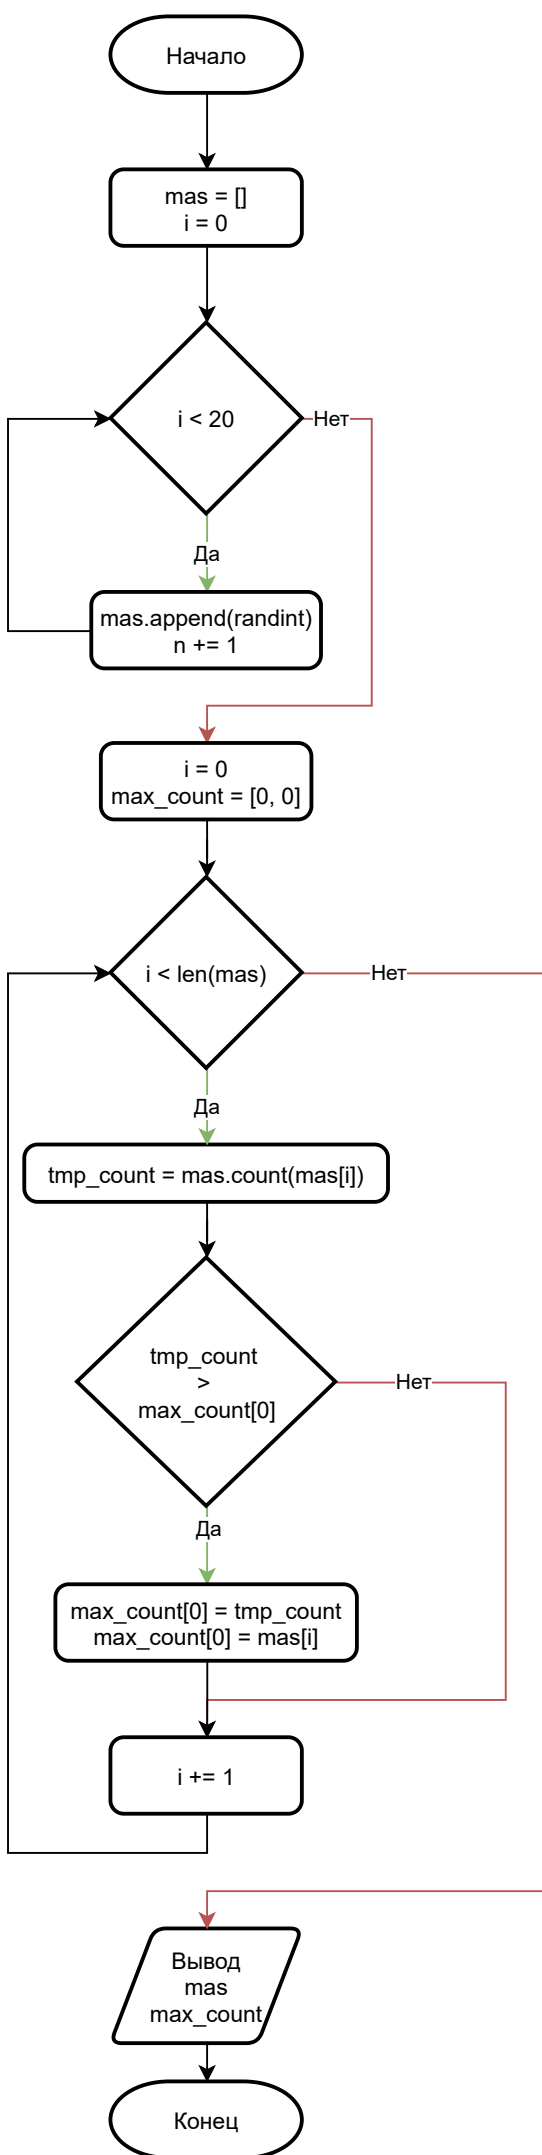 Начало
mas = []
i = 0
i < 20
Нет
Да
mas.append(randint)
n += 1
i = 0
max_count = [0, 0]
i < len(mas)
Нет
Да
tmp_count = mas.count(mas[i])
tmp_count
>
max_count[0]
Нет
Да
max_count[0] = tmp_count
max_count[0] = mas[i]
i += 1
Вывод
mas
max_count
Конец